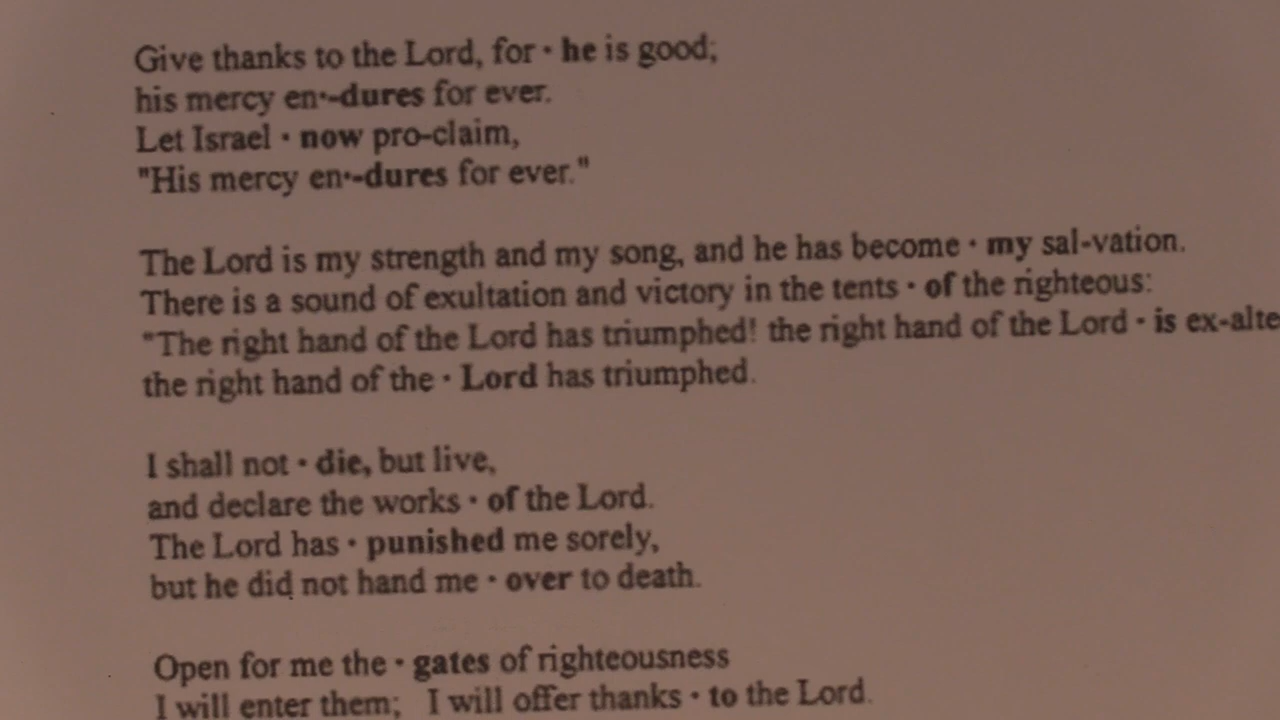 Give thanks to the Lord, for · he is good;
his mercy en·-dures for ever.
Let Israel · now pro-claim,
"His mercy en·-dures for ever."
The Lord is my strength and my song, and he has become · my sal-vation.
There is a sound of exultation and victory in the tents · of the righteous:
"The right hand of the Lord has triumphed! the right hand of the Lord · is ex-alte
the right hand of the · Lord has triumphed.
I shall not · die, but live,
and declare the works · of the Lord.
The Lord has · punished me sorely,
but he did not hand me · over to death.
Open for me the · gates of righteousness
I will enter them; I will offer thanks · to the Lord.